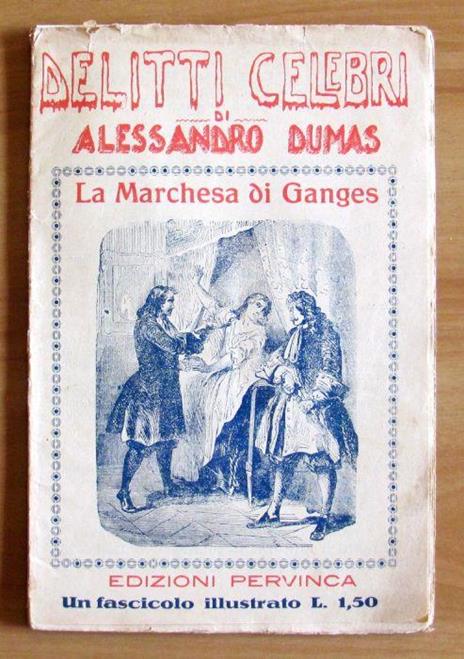 DELITTI CELEBRI
DI
ALESSANDRO DUMAS
La Marchesa di Ganges
EDIZIONI PERVINCA
Un fascicolo illustrato L. 1,50